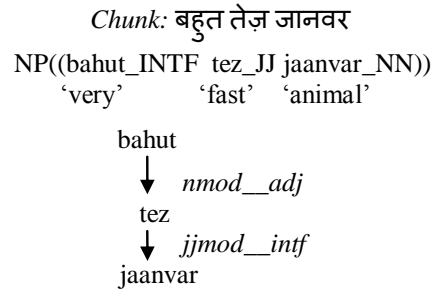 Chunk: बहुत तेज़ जानवर
NP((bahut_INTF tez_JJ jaanvar_NN))
‘very’ ‘fast’ ‘animal’
bahut
nmod__adj
tez
jjmod__intf
jaanvar